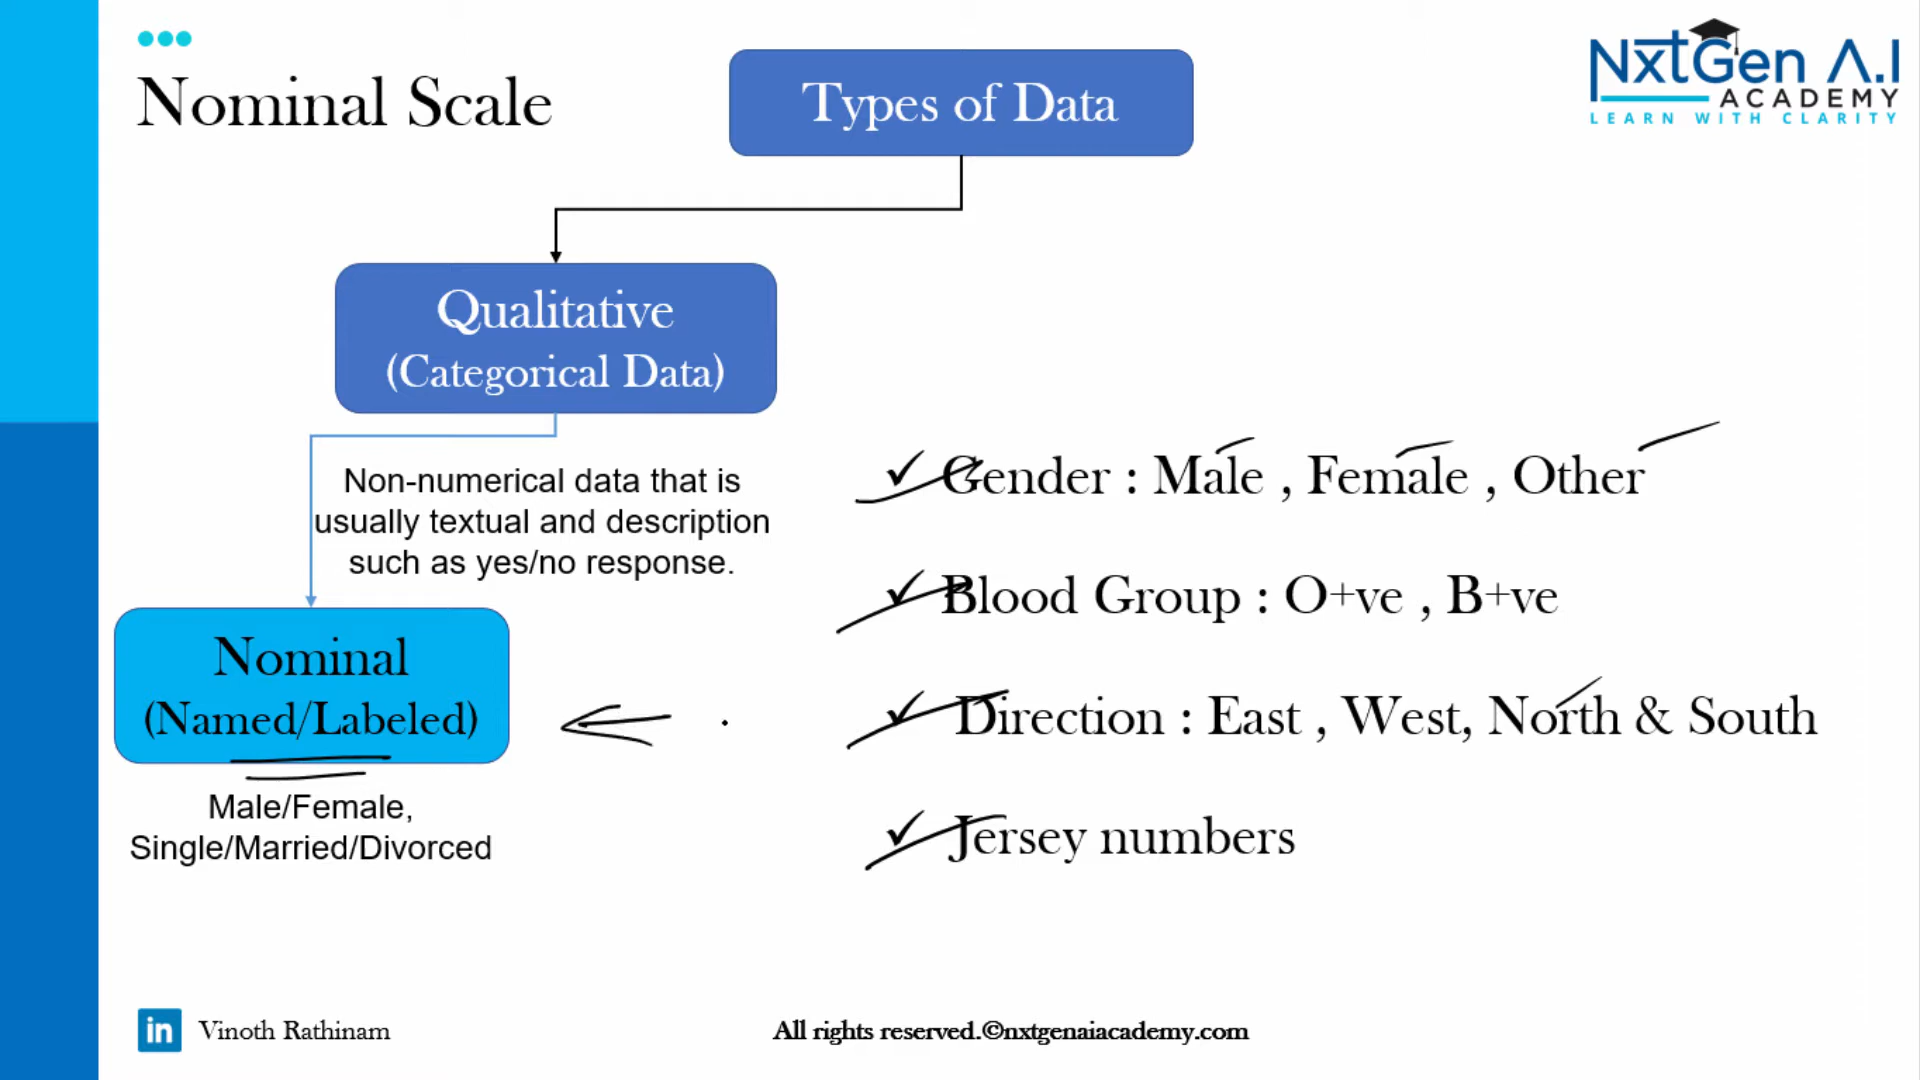 Nominal Scale
Types of Data
NxtGen A.I
ACADEMY
LEARN WITH CLARITY
Qualitative
(Categorical Data)
Non-numerical data that is
usually textual and description
such as yes/no response.
Nominal
(Named/Labeled)
Male/Female,
Single/Married/Divorced
✓ Gender : Male , Female , Other
✓ Blood Group : O+ve , B+ve
✓ Direction : East , West, North & South
✓ Jersey numbers
in Vinoth Rathinam
All rights reserved.©nxtgenaiacademy.com